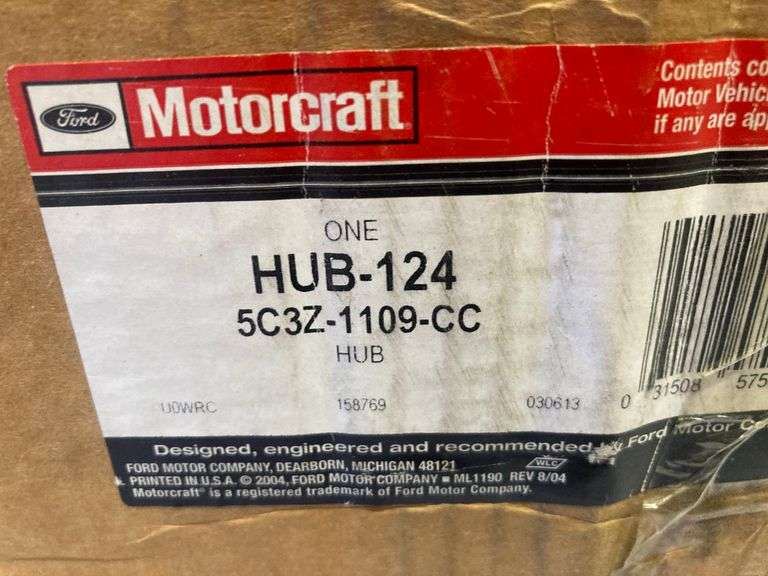 Ford Motorcraft
Contents co
Motor Vehic
if any are app
ONE
HUB-124
5C3Z-1109-CC
HUB
U0WRC 158769 030613
0 31508 575
Designed, engineered and recommended by Ford Motor Co
FORD MOTOR COMPANY, DEARBORN, MICHIGAN 48121 WLC
PRINTED IN U.S.A. © 2004, FORD MOTOR COMPANY ■ ML1190 REV 8/04
Motorcraft® is a registered trademark of Ford Motor Company.